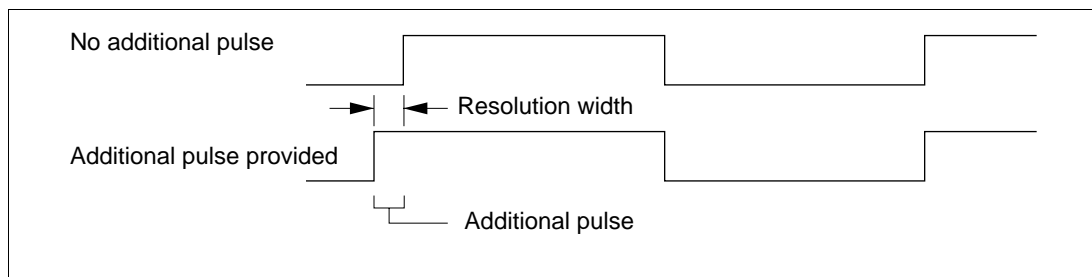 No additional pulse
Resolution width
Additional pulse provided
Additional pulse